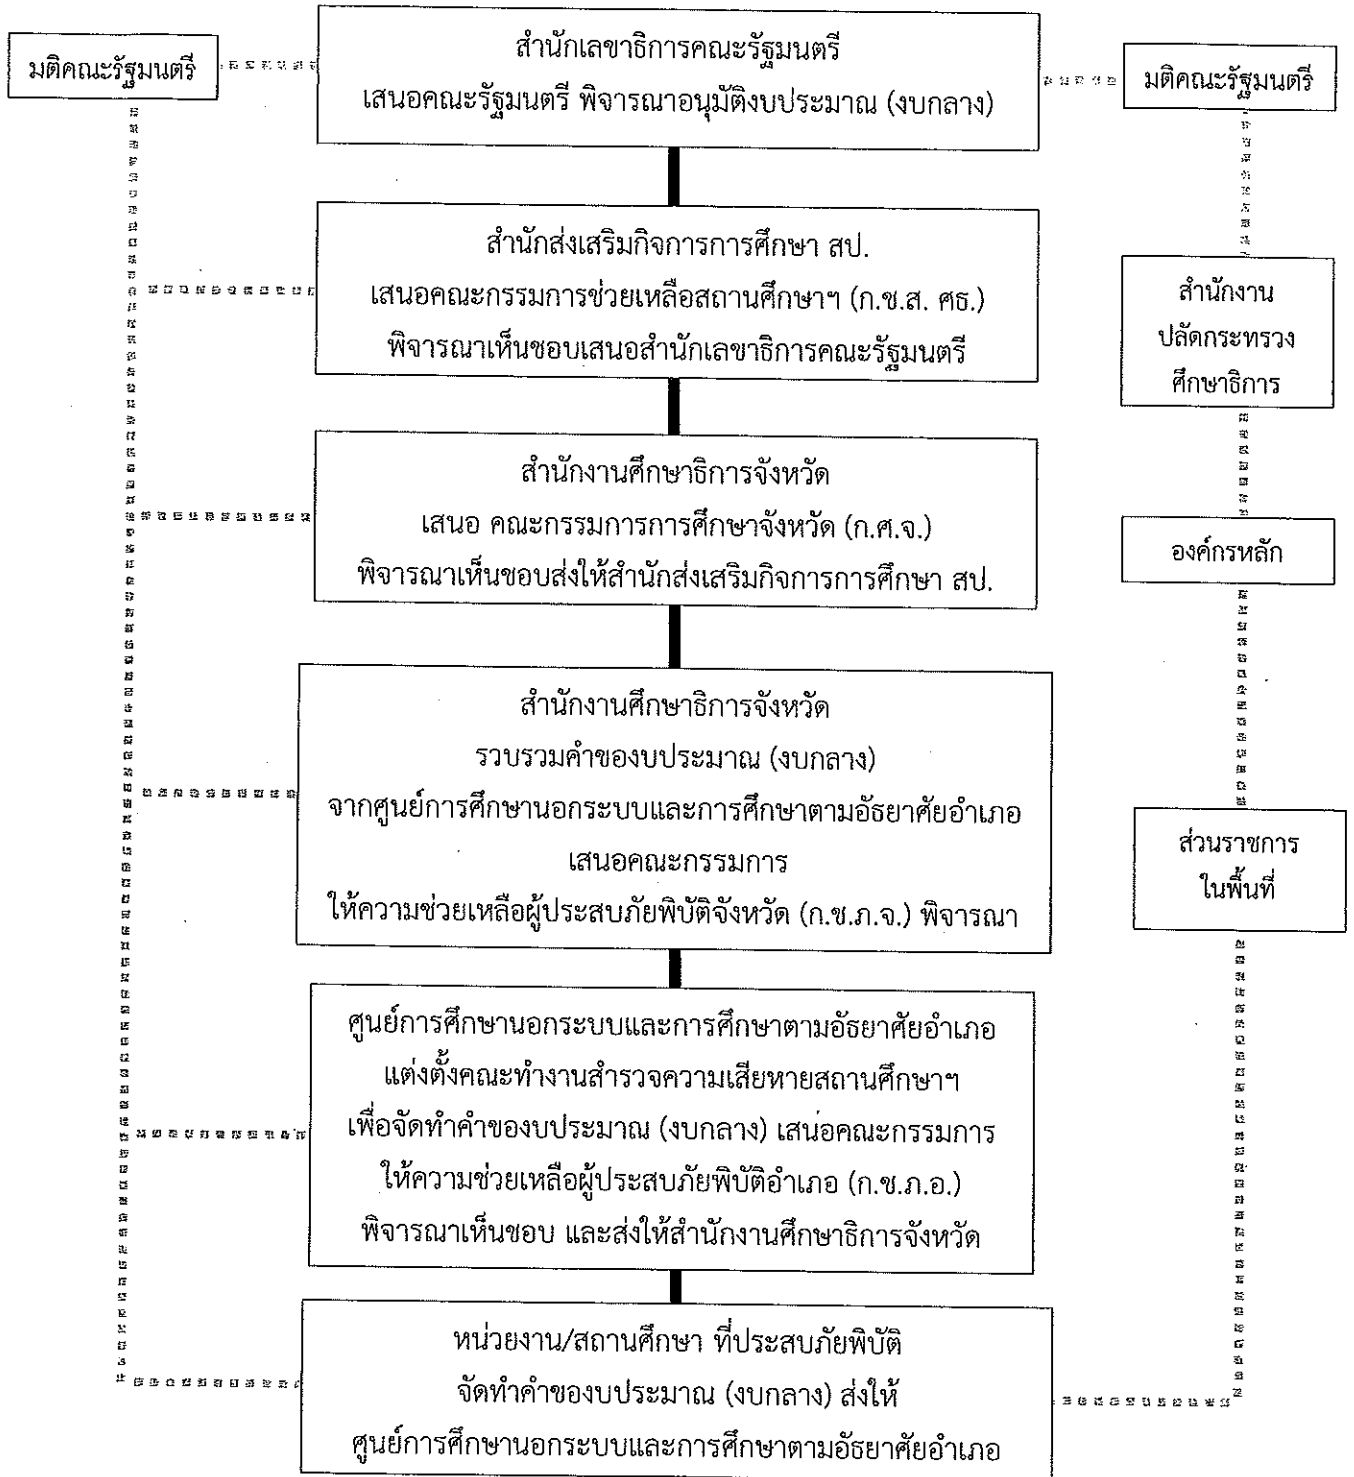 มติคณะรัฐมนตรี
สำนักเลขาธิการคณะรัฐมนตรี
เสนอคณะรัฐมนตรี พิจารณาอนุมัติงบประมาณ (งบกลาง)
มติคณะรัฐมนตรี
สำนักส่งเสริมกิจการการศึกษา สป.
เสนอคณะกรรมการช่วยเหลือสถานศึกษาฯ (ก.ช.ส. ศธ.)
พิจารณาเห็นชอบเสนอสำนักเลขาธิการคณะรัฐมนตรี
สำนักงาน
ปลัดกระทรวง
ศึกษาธิการ
สำนักงานศึกษาธิการจังหวัด
เสนอ คณะกรรมการการศึกษาจังหวัด (ก.ศ.จ.)
พิจารณาเห็นชอบส่งให้สำนักส่งเสริมกิจการการศึกษา สป.
องค์กรหลัก
สำนักงานศึกษาธิการจังหวัด
รวบรวมคำของบประมาณ (งบกลาง)
จากศูนย์การศึกษานอกระบบและการศึกษาตามอัธยาศัยอำเภอ
เสนอคณะกรรมการ
ให้ความช่วยเหลือผู้ประสบภัยพิบัติจังหวัด (ก.ช.ภ.จ.) พิจารณา
ส่วนราชการ
ในพื้นที่
ศูนย์การศึกษานอกระบบและการศึกษาตามอัธยาศัยอำเภอ
แต่งตั้งคณะทำงานสำรวจความเสียหายสถานศึกษาฯ
เพื่อจัดทำคำของบประมาณ (งบกลาง) เสนอคณะกรรมการ
ให้ความช่วยเหลือผู้ประสบภัยพิบัติอำเภอ (ก.ช.ภ.อ.)
พิจารณาเห็นชอบ และส่งให้สำนักงานศึกษาธิการจังหวัด
หน่วยงาน/สถานศึกษา ที่ประสบภัยพิบัติ
จัดทำคำของบประมาณ (งบกลาง) ส่งให้
ศูนย์การศึกษานอกระบบและการศึกษาตามอัธยาศัยอำเภอ